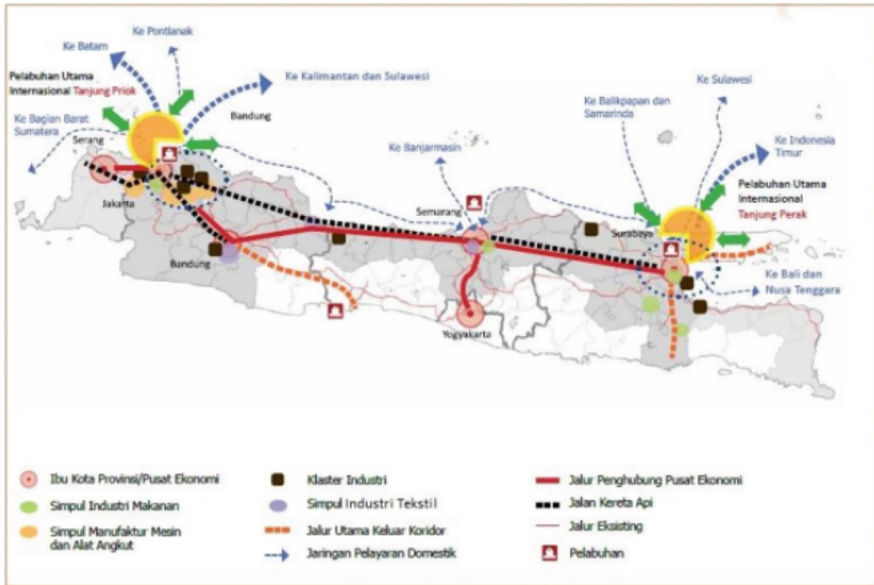 Ke Pontianak
Ke Batam
Pelabuhan Utama
Internasional Tanjung Priok
Ke Kalimantan dan Sulawesi
Ke Bagian Barat
Sumatera
Bandung
Serang
Jakarta
Bandung
Ke Banjarmasin
Semarang
Yogyakarta
Ke Balikpapan dan
Samarinda
Ke Sulawesi
Ke Indonesia
Timur
Pelabuhan Utama
Internasional
Tanjung Perak
Surabaya
Ke Bali dan
Nusa Tenggara
Ibu Kota Provinsi/Pusat Ekonomi
Simpul Industri Makanan
Simpul Manufaktur Mesin
dan Alat Angkut
Klaster Industri
Simpul Industri Tekstil
Jalur Utama Keluar Koridor
Jaringan Pelayaran Domestik
Jalur Penghubung Pusat Ekonomi
Jalan Kereta Api
Jalur Eksisting
Pelabuhan